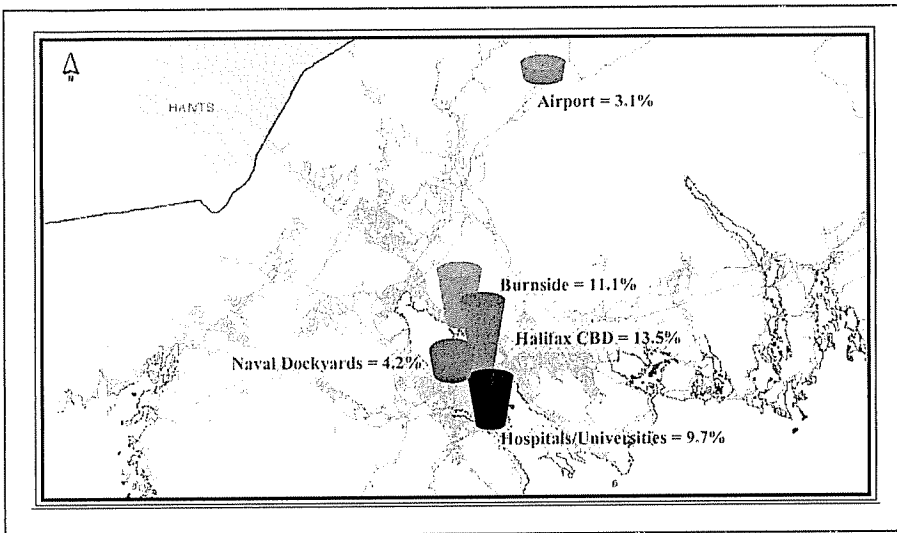 N
HANTS
Airport = 3.1%
Burnside = 11.1%
Halifax CBD = 13.5%
Naval Dockyards = 4.2%
Hospitals/Universities = 9.7%